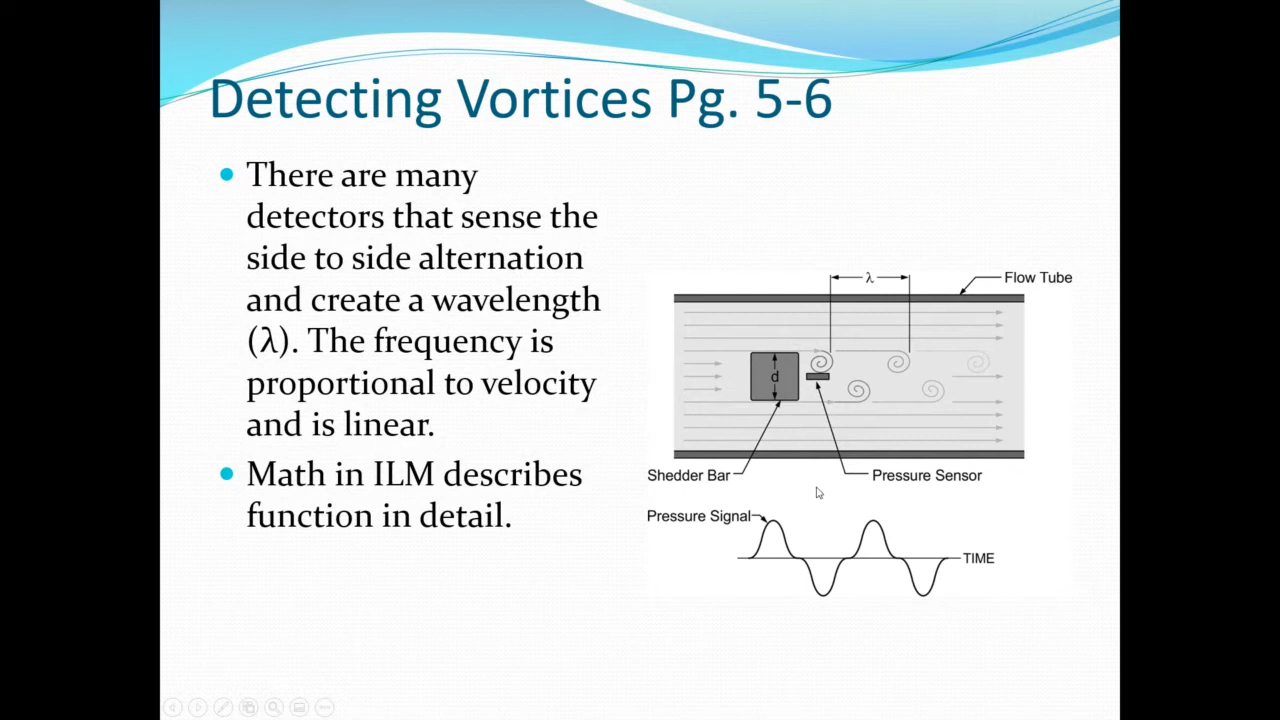 Detecting Vortices Pg. 5-6
• There are many
detectors that sense the
side to side alternation
and create a wavelength
(λ). The frequency is
proportional to velocity
and is linear.
• Math in ILM describes
function in detail.
λ
Flow Tube
d
Shedder Bar
Pressure Sensor
Pressure Signal
TIME